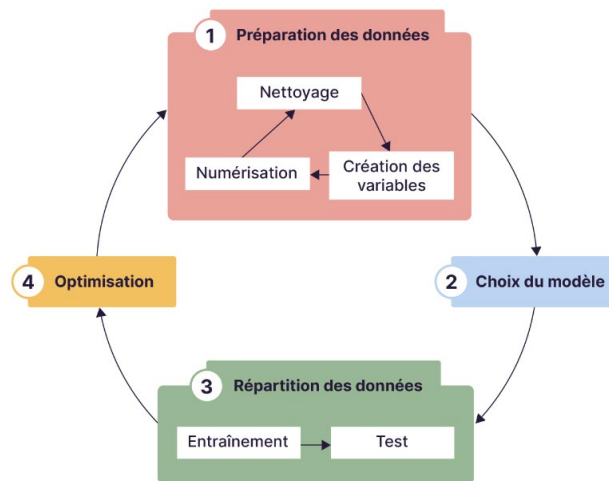 1 Préparation des données
Nettoyage
Numérisation
Création des
variables
2 Choix du modèle
3 Répartition des données
Entraînement
Test
4 Optimisation